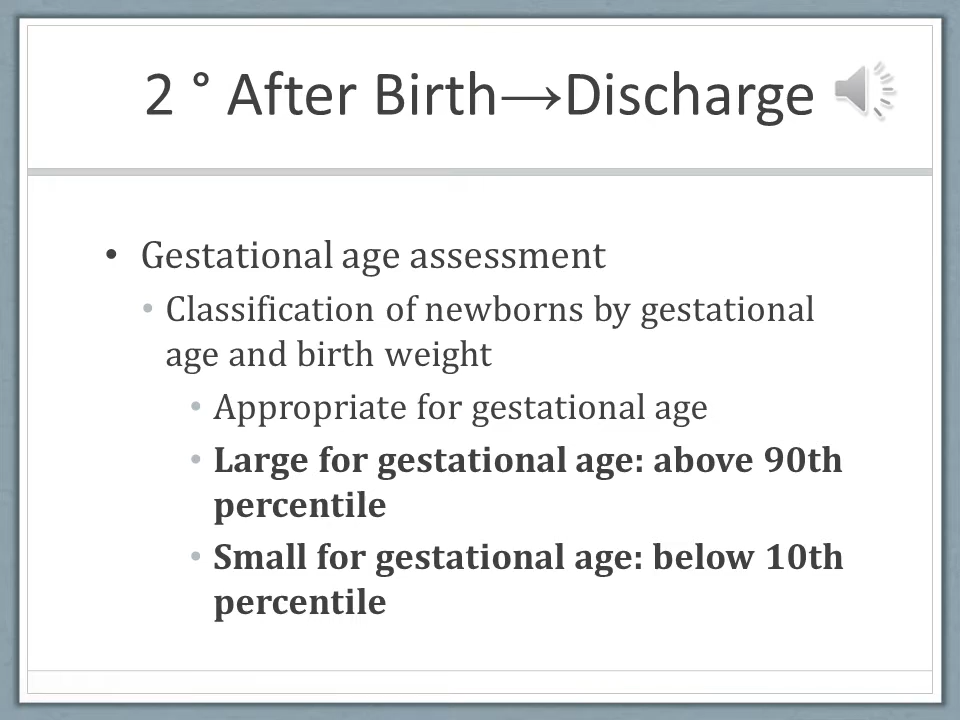 2 ° After Birth→Discharge
• Gestational age assessment
• Classification of newborns by gestational
age and birth weight
• Appropriate for gestational age
• Large for gestational age: above 90th
percentile
• Small for gestational age: below 10th
percentile